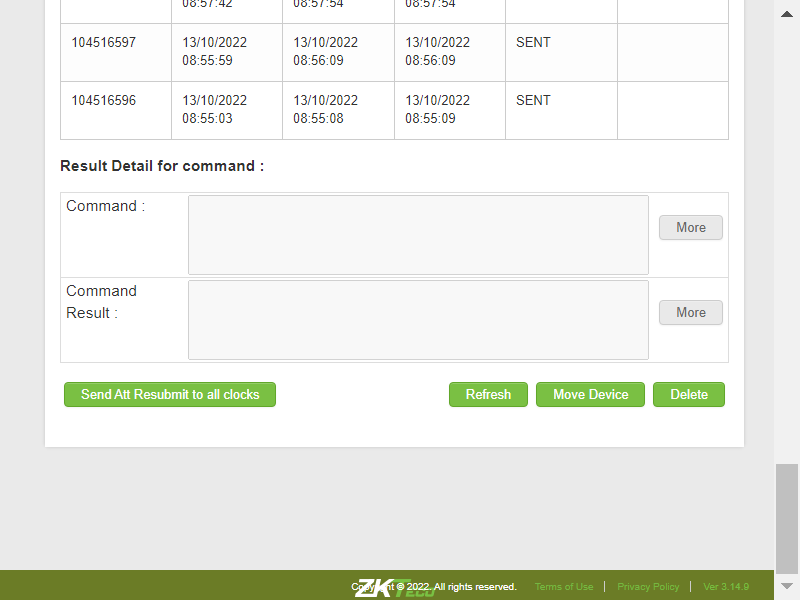 08:57:42 08:57:54 08:57:54
104516597 13/10/2022 13/10/2022 13/10/2022 SENT
08:55:59 08:56:09 08:56:09
104516596 13/10/2022 13/10/2022 13/10/2022 SENT
08:55:03 08:55:08 08:55:09
Result Detail for command :
Command :
More
Command
Result :
More
Send Att Resubmit to all clocks Refresh Move Device Delete
ZKTeco
Copyright © 2022. All rights reserved. Terms of Use | Privacy Policy | Ver 3.14.9